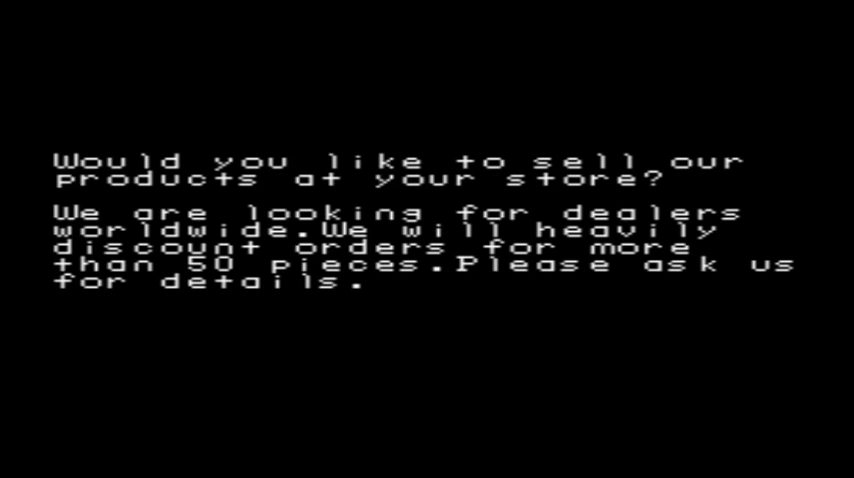 Would you like to sell our
products at your store?
We are looking for dealers
worldwide.We will heavily
discount orders for more
than 50 pieces.Please ask us
for details.